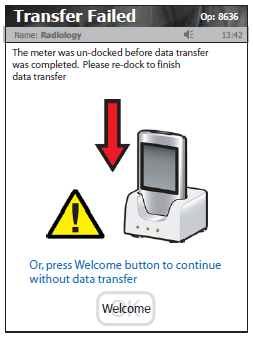 Transfer Failed Op: 8636
Name: Radiology 13:42
The meter was un-docked before data transfer
was completed. Please re-dock to finish
data transfer
Or, press Welcome button to continue
without data transfer
Welcome